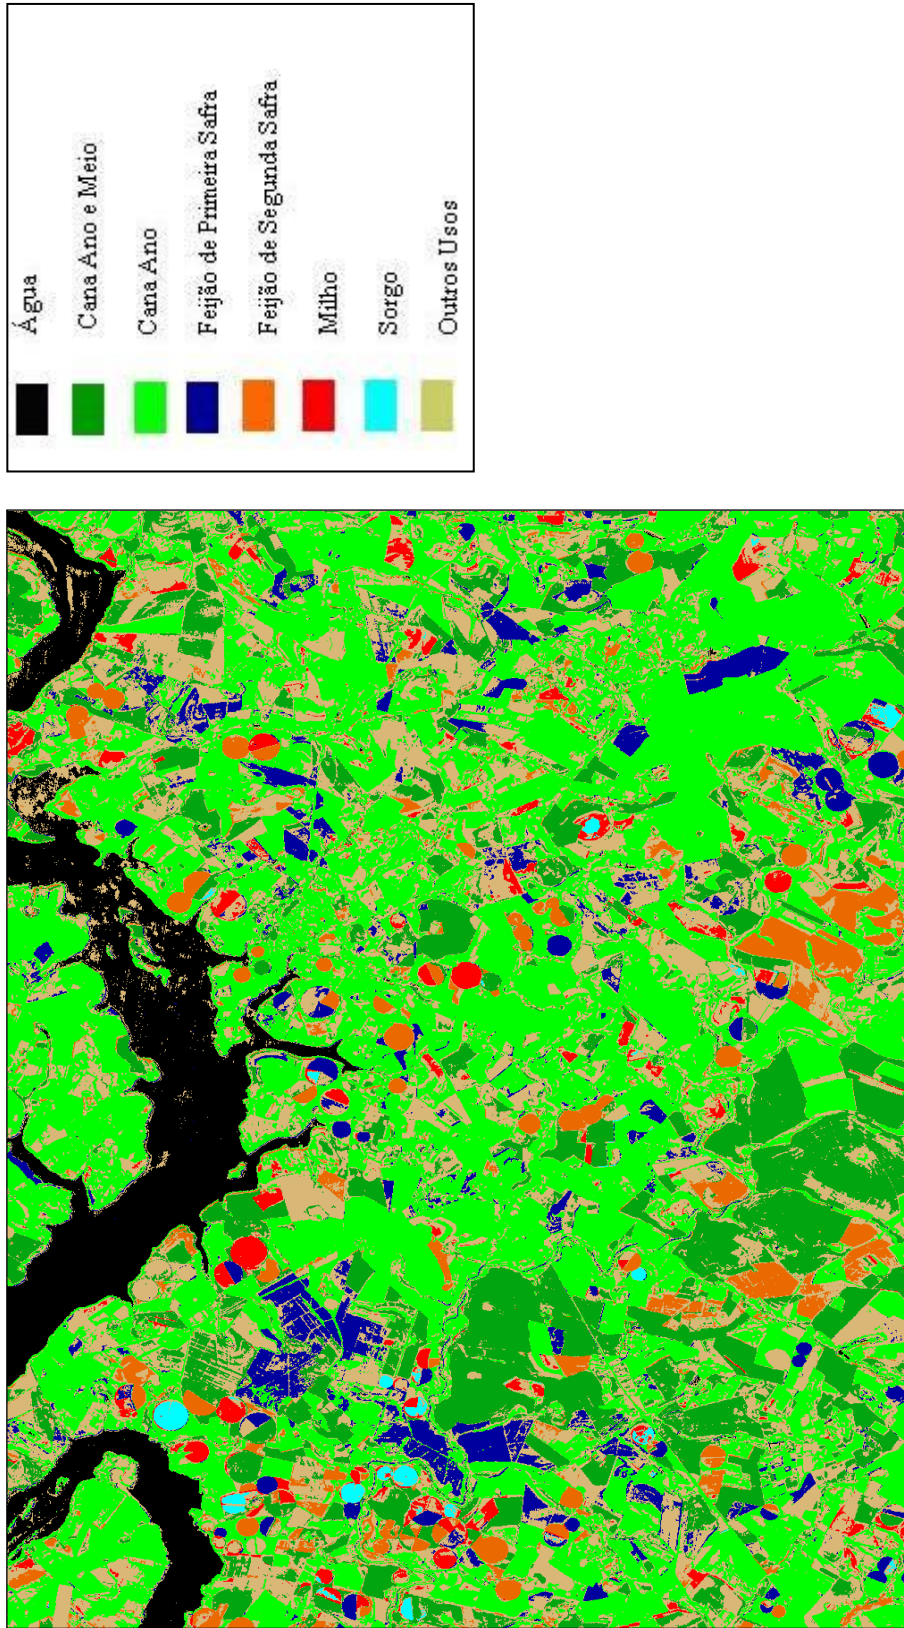 Água
Cana Ano e Meio
Cana Ano
Feijão de Primeira Safra
Feijão de Segunda Safra
Milho
Sorgo
Outros Usos